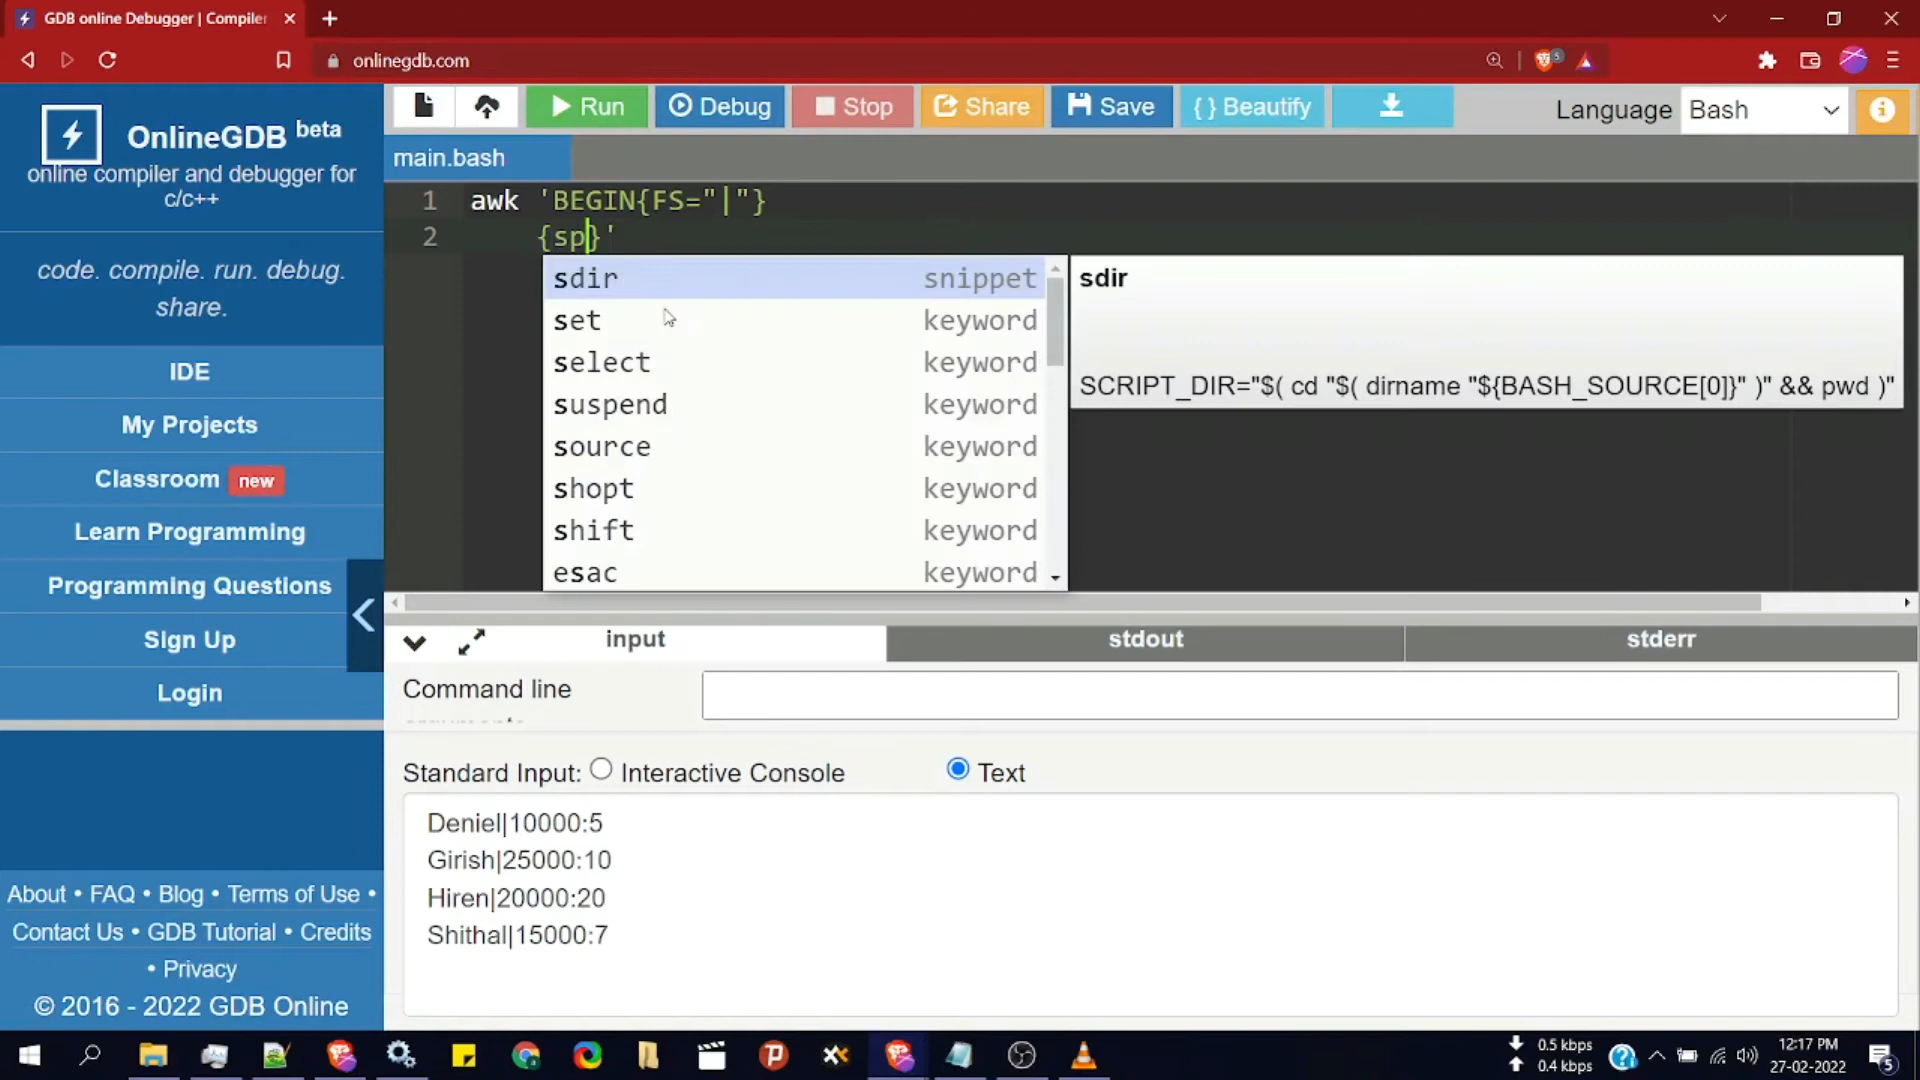 GDB online Debugger | Compiler
onlinegdb.com
5
OnlineGDB beta
online compiler and debugger for
c/c++
code. compile. run. debug.
share.
IDE
My Projects
Classroom new
Learn Programming
Programming Questions
Sign Up
Login
About • FAQ • Blog • Terms of Use •
Contact Us • GDB Tutorial • Credits
• Privacy
© 2016 - 2022 GDB Online
Run
Debug
Stop
Share
Save
{ } Beautify
Language Bash
main.bash
1 awk 'BEGIN{FS="|"}
2 {sp}'
sdir snippet
set keyword
select keyword
suspend keyword
source keyword
shopt keyword
shift keyword
esac keyword
sdir
SCRIPT_DIR="$( cd "$( dirname "${BASH_SOURCE[0]}" )" && pwd )"
input
stdout
stderr
Command line
Standard Input: Interactive Console Text
Deniel|10000:5
Girish|25000:10
Hiren|20000:20
Shithal|15000:7
0.5 kbps
0.4 kbps
12:17 PM
27-02-2022
5